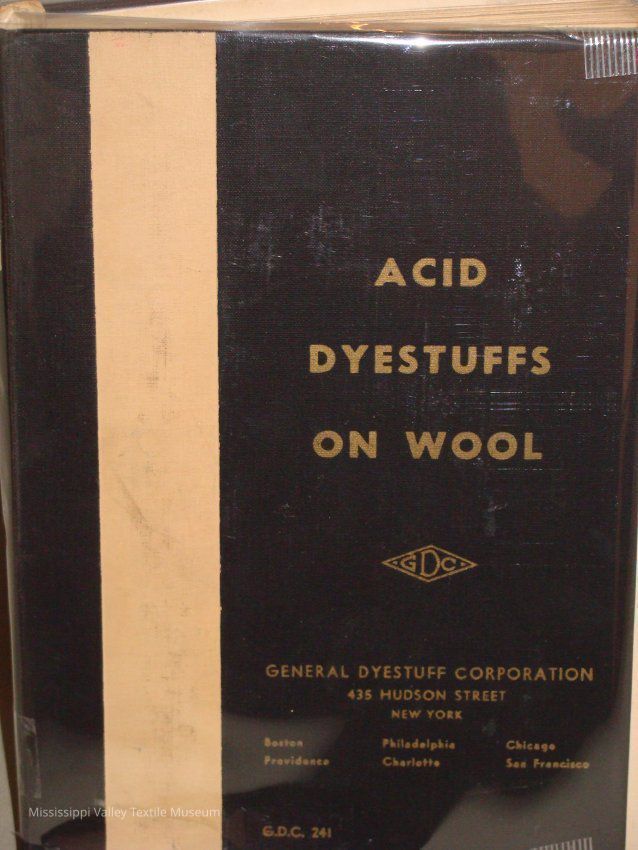 ACID
DYESTUFFS
ON WOOL
GDC
GENERAL DYESTUFF CORPORATION
435 HUDSON STREET
NEW YORK
Boston Philadelphia Chicago
Providence Charlotte San Francisco
Mississippi Valley Textile Museum
G.D.C. 241